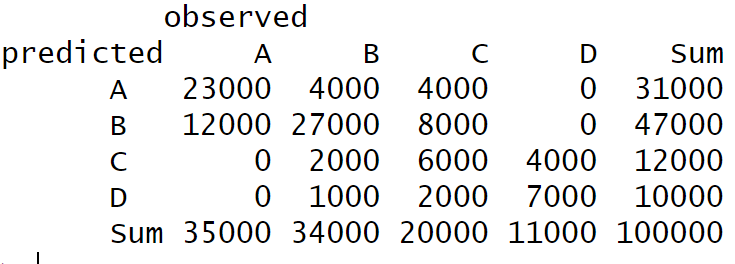 observed
predicted A B C D Sum
A 23000 4000 4000 0 31000
B 12000 27000 8000 0 47000
C 0 2000 6000 4000 12000
D 0 1000 2000 7000 10000
Sum 35000 34000 20000 11000 100000